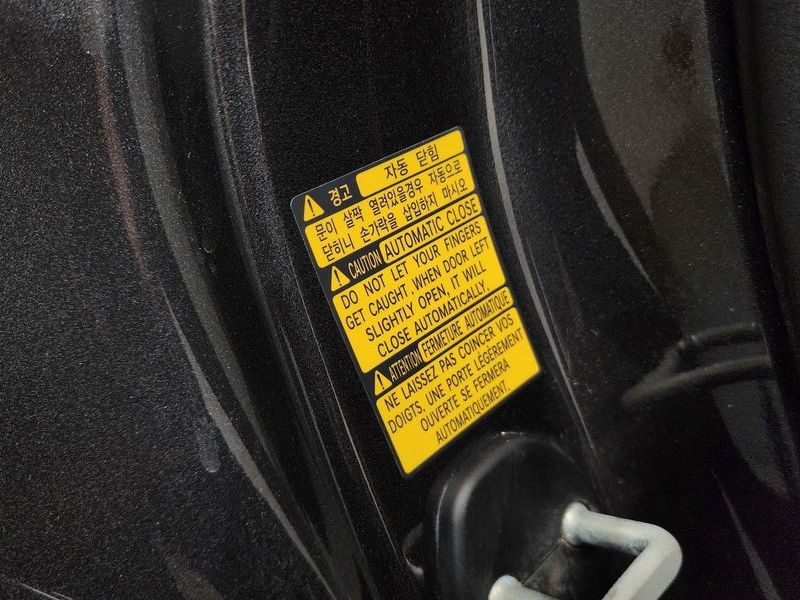 경고 자동 닫힘
문이 살짝 열려있을경우 자동으로
닫히니 손가락을 삽입하지 마시오
CAUTION AUTOMATIC CLOSE
DO NOT LET YOUR FINGERS
GET CAUGHT. WHEN DOOR LEFT
SLIGHTLY OPEN, IT WILL
CLOSE AUTOMATICALLY.
ATTENTION FERMETURE AUTOMATIQUE
NE LAISSEZ PAS COINCER VOS
DOIGTS. UNE PORTE LÉGÈREMENT
OUVERTE SE FERMERA
AUTOMATIQUEMENT.